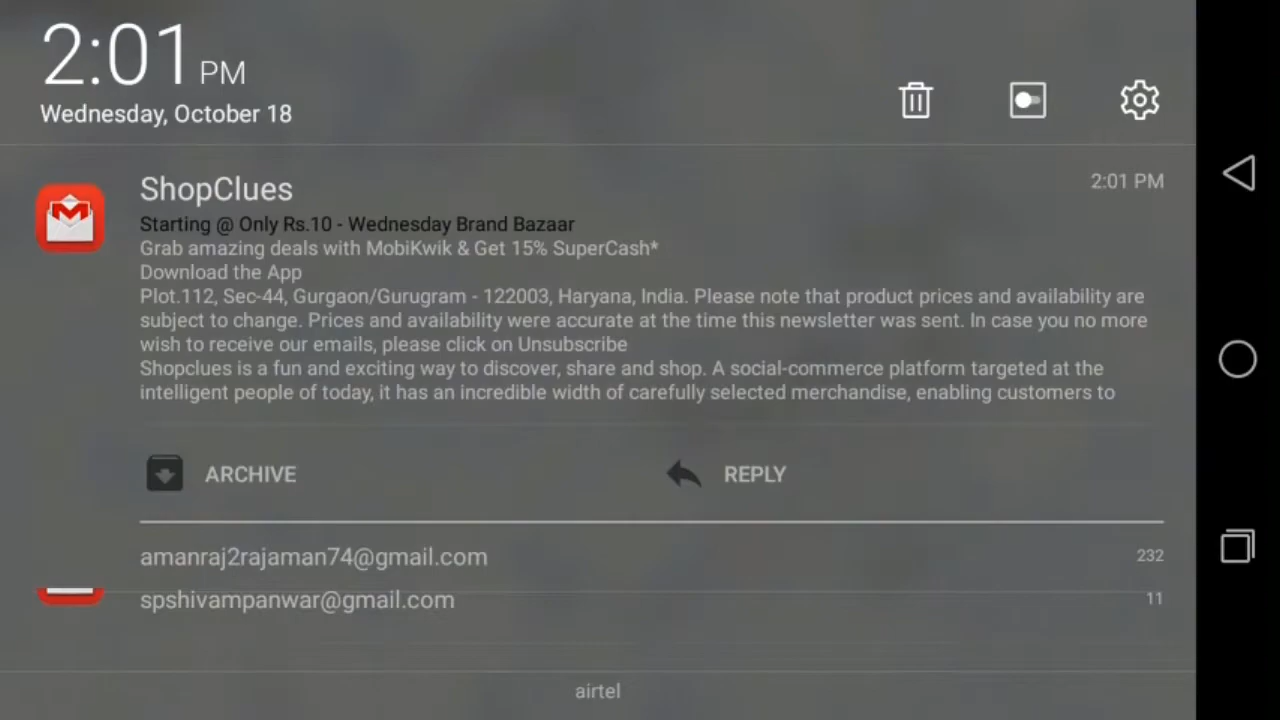 2:01 PM
Wednesday, October 18
ShopClues
2:01 PM
Starting @ Only Rs.10 - Wednesday Brand Bazaar
Grab amazing deals with MobiKwik & Get 15% SuperCash*
Download the App
Plot.112, Sec-44, Gurgaon/Gurugram - 122003, Haryana, India. Please note that product prices and availability are
subject to change. Prices and availability were accurate at the time this newsletter was sent. In case you no more
wish to receive our emails, please click on Unsubscribe
Shopclues is a fun and exciting way to discover, share and shop. A social-commerce platform targeted at the
intelligent people of today, it has an incredible width of carefully selected merchandise, enabling customers to
ARCHIVE
REPLY
amanraj2rajaman74@gmail.com
232
spshivampanwar@gmail.com
11
airtel